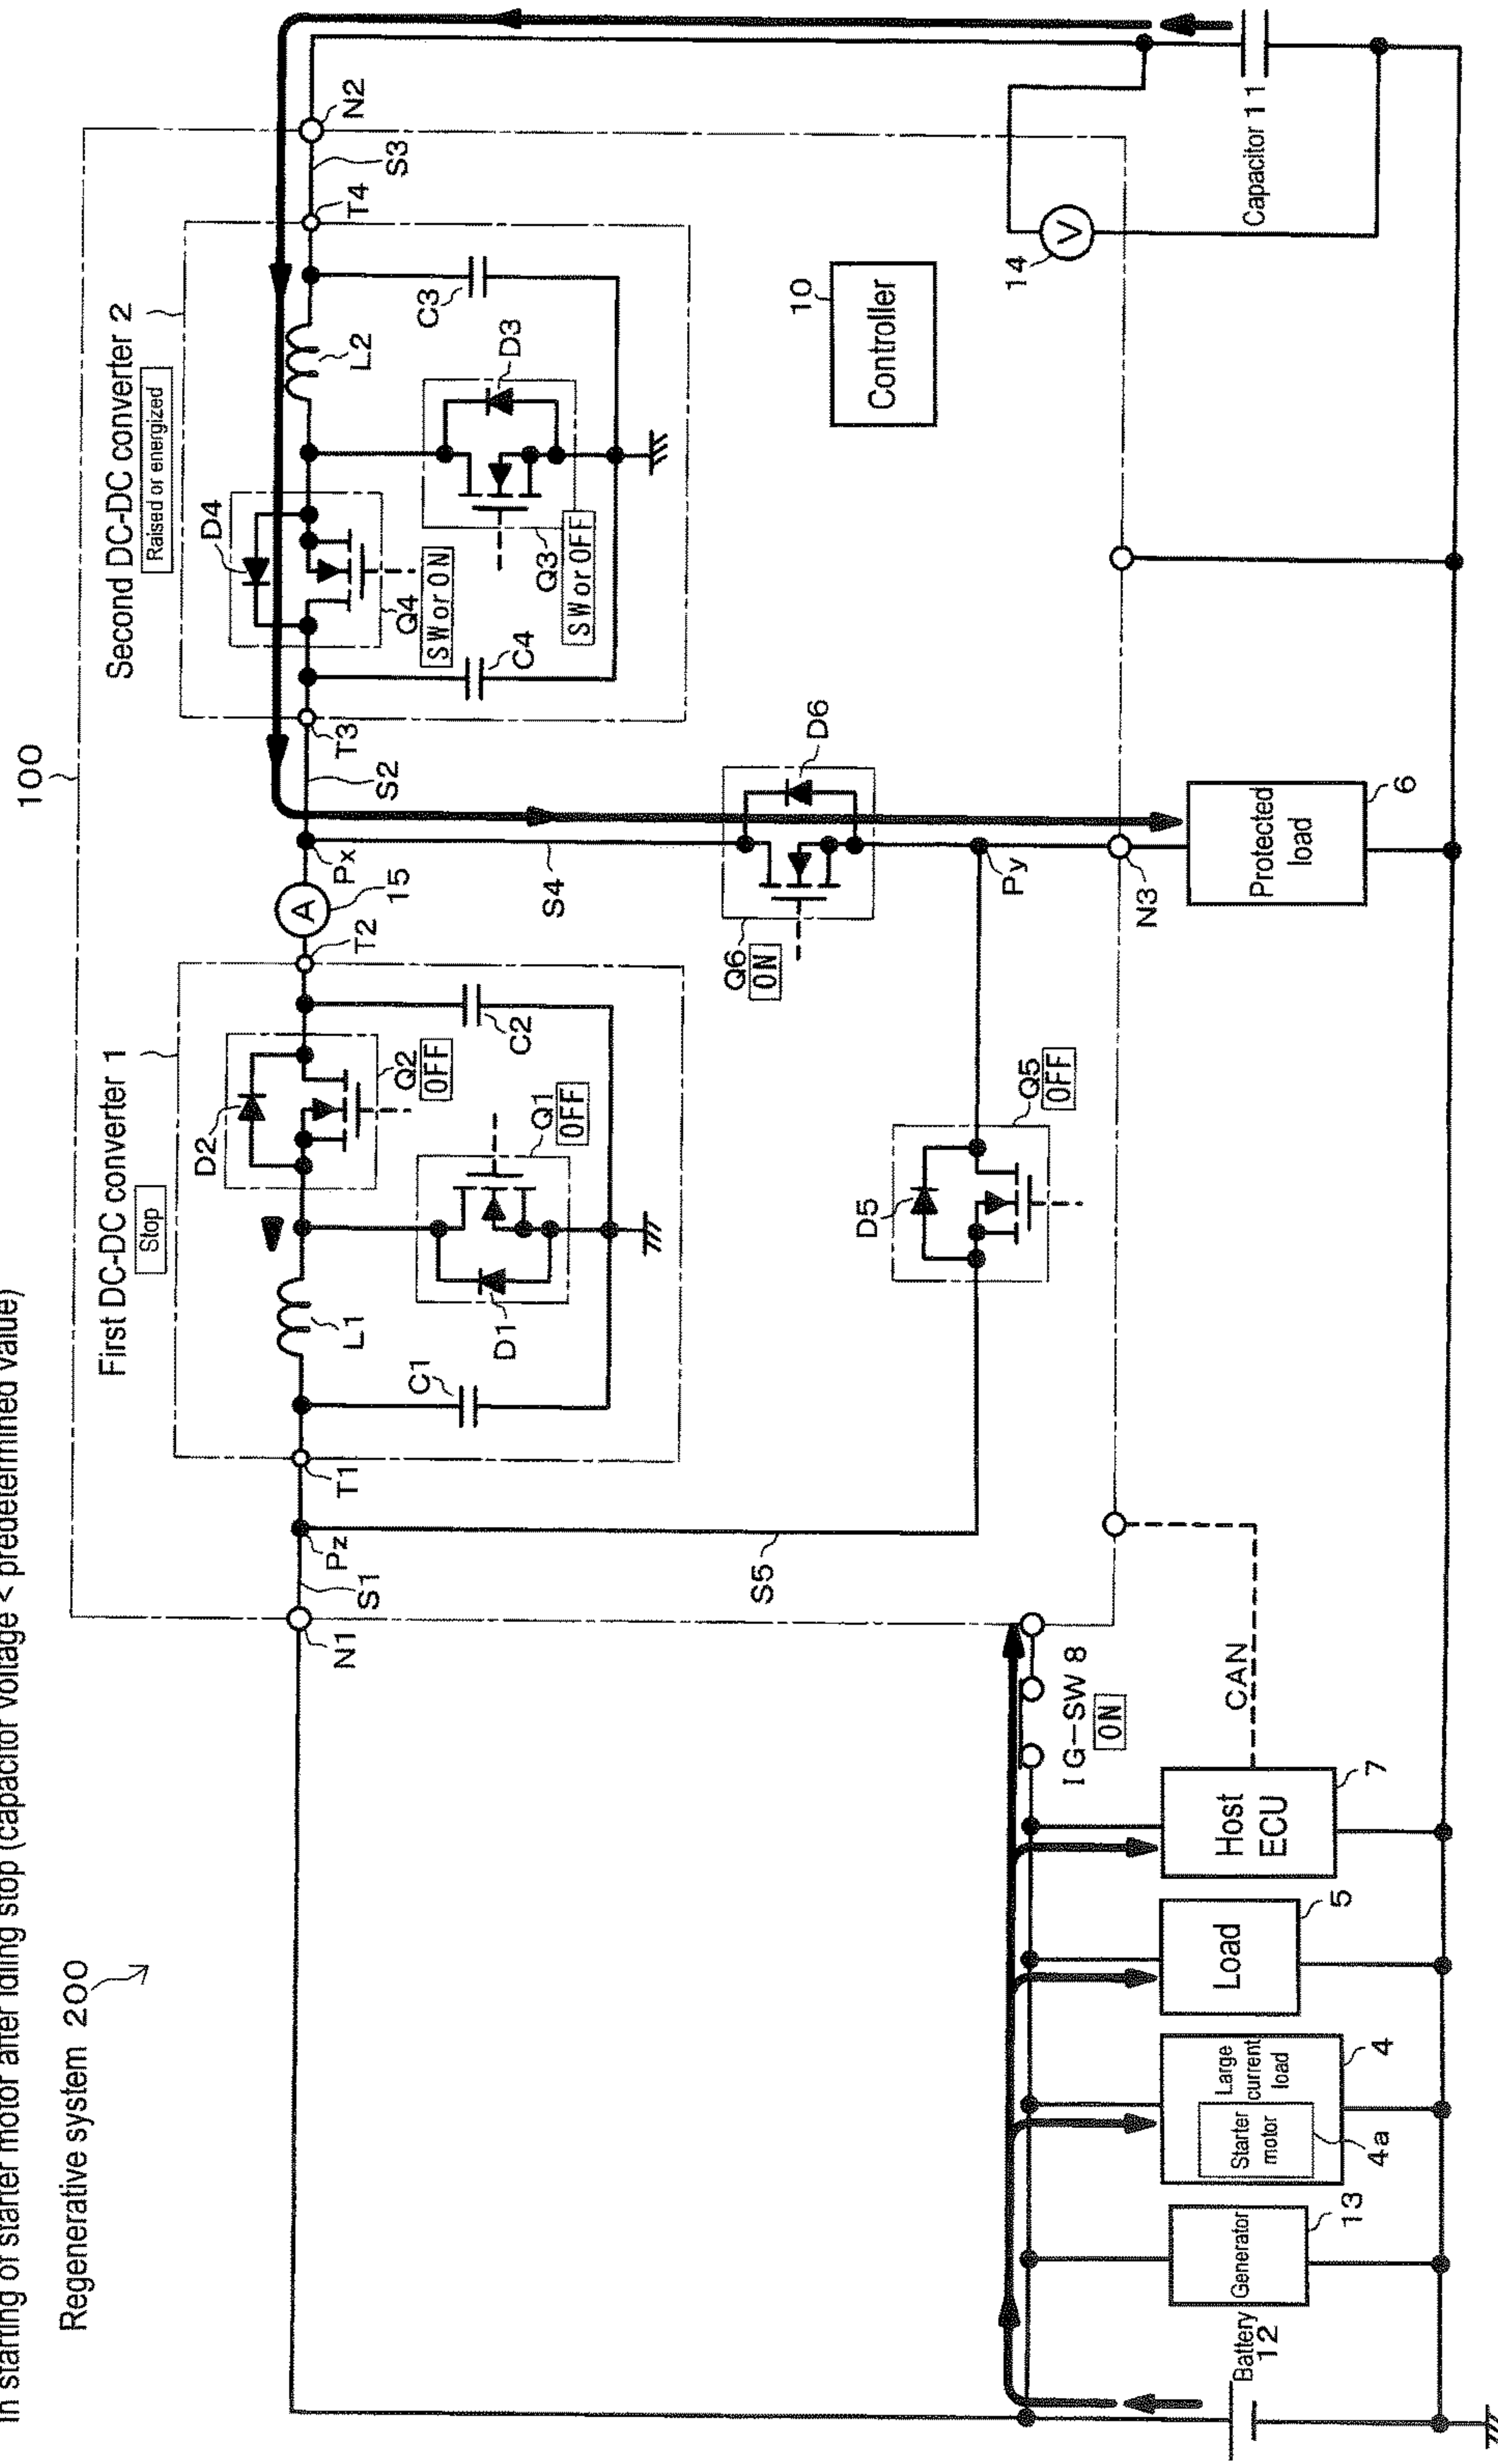 In starting of starter motor after idling stop (capacitor voltage < predetermined value)
Regenerative system 200
100
First DC-DC converter 1
Stop
Second DC-DC converter 2
Raised or energized
N1
S1
Pz
T1
L1
C1
D1
Q1
OFF
D2
Q2
OFF
C2
T2
A
15
Px
S2
T3
D4
Q4
SW or ON
C4
Q3
SW or OFF
D3
L2
C3
T4
S3
N2
S4
Q6
ON
D6
S5
D5
Q5
OFF
Py
N3
10
Controller
14
V
Capacitor 11
Protected
load
6
IG-SW 8
ON
CAN
Host
ECU
7
Load
5
Large
current
load
4
Starter
motor
4a
Generator
13
Battery
12